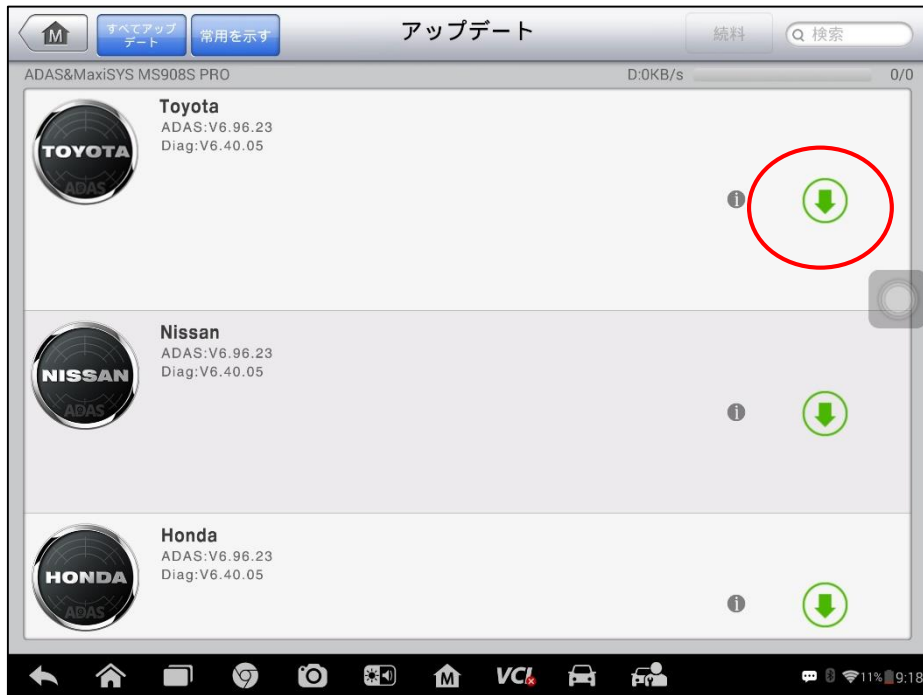 M
すべてアップ
デート
常用を示す
アップデート
続料
検索
ADAS&MaxiSYS MS908S PRO
D:0KB/s
0/0
TOYOTA
ADAS
Toyota
ADAS:V6.96.23
Diag:V6.40.05
NISSAN
ADAS
Nissan
ADAS:V6.96.23
Diag:V6.40.05
HONDA
ADAS
Honda
ADAS:V6.96.23
Diag:V6.40.05
M
VCI
11%
9:18